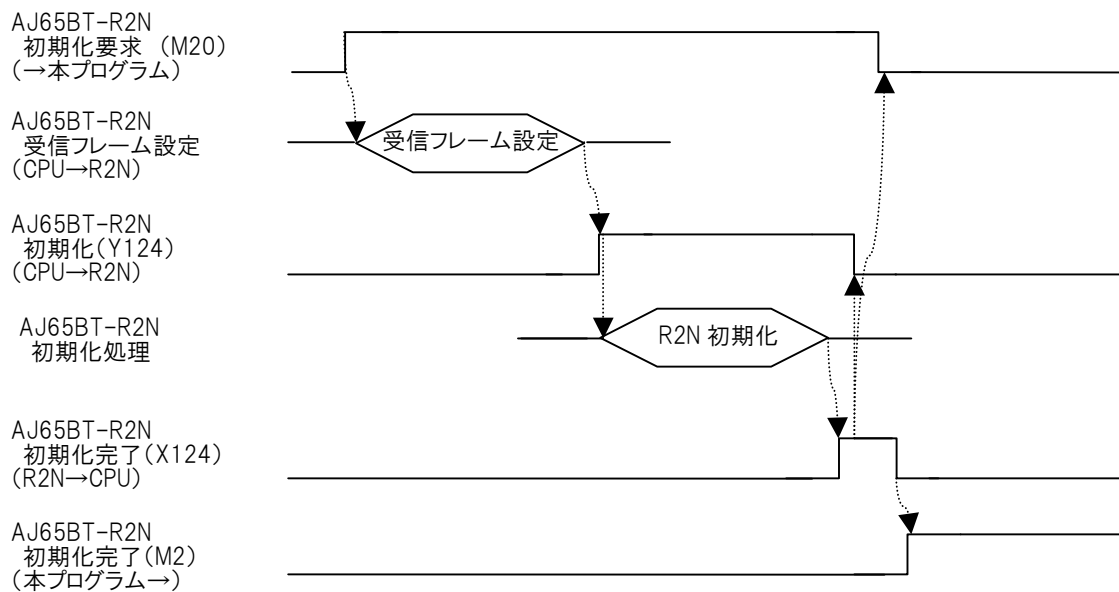 AJ65BT-R2N
初期化要求 (M20)
(→本プログラム)
AJ65BT-R2N
受信フレーム設定
(CPU→R2N)
受信フレーム設定
AJ65BT-R2N
初期化(Y124)
(CPU→R2N)
AJ65BT-R2N
初期化処理
R2N 初期化
AJ65BT-R2N
初期化完了(X124)
(R2N→CPU)
AJ65BT-R2N
初期化完了(M2)
(本プログラム→)